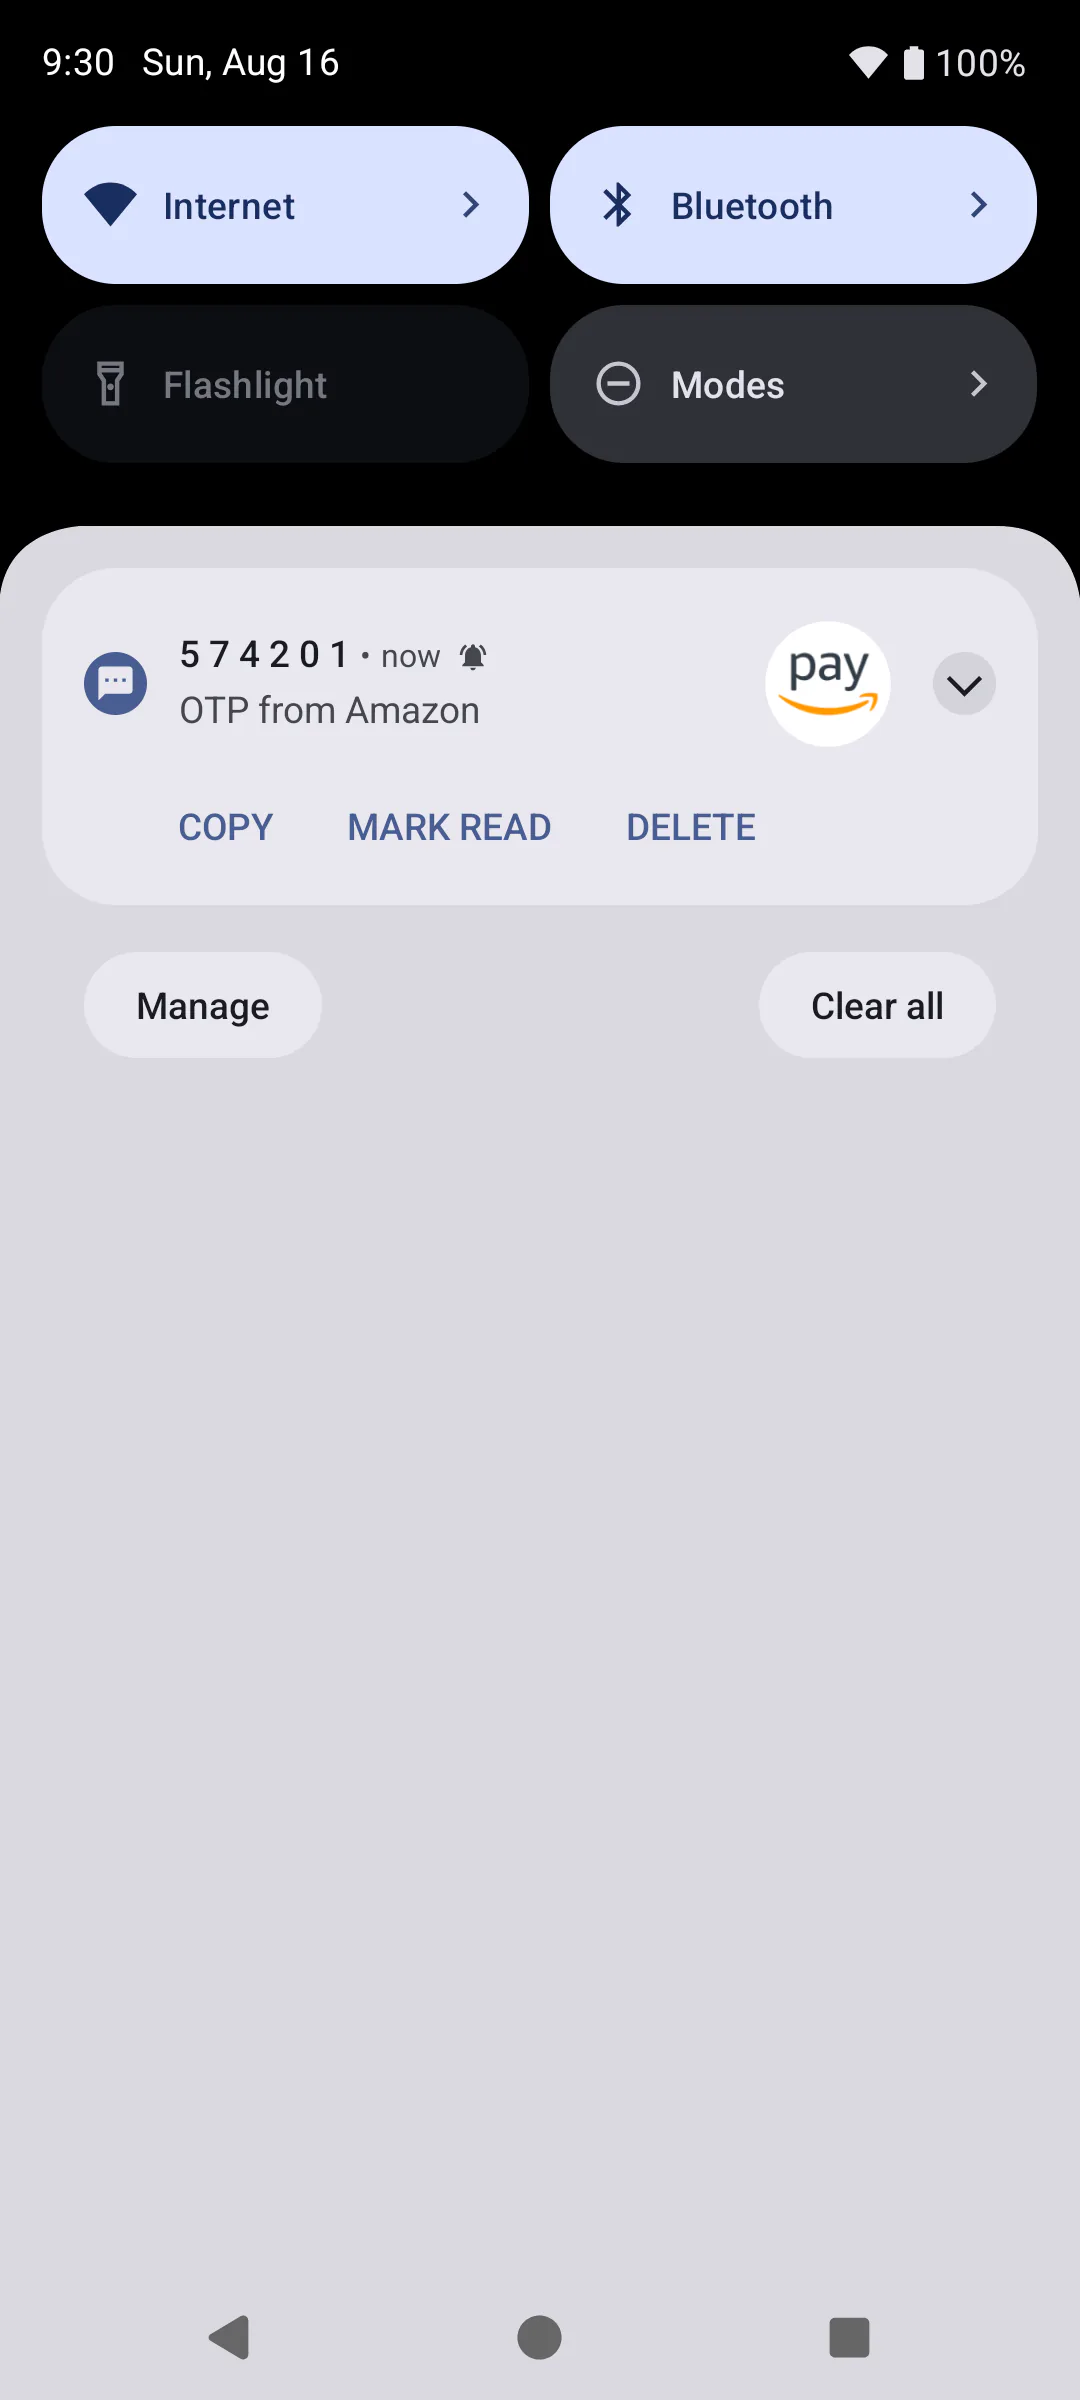 9:30 Sun, Aug 16 100%
Internet Bluetooth
Flashlight Modes
5 7 4 2 0 1 • now
OTP from Amazon
pay
COPY MARK READ DELETE
Manage Clear all